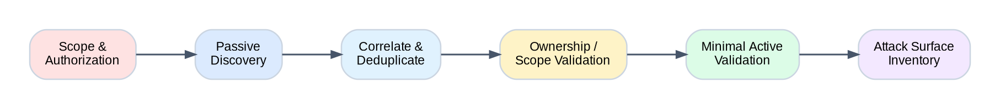 Scope &
Authorization
Passive
Discovery
Correlate &
Deduplicate
Ownership /
Scope Validation
Minimal Active
Validation
Attack Surface
Inventory